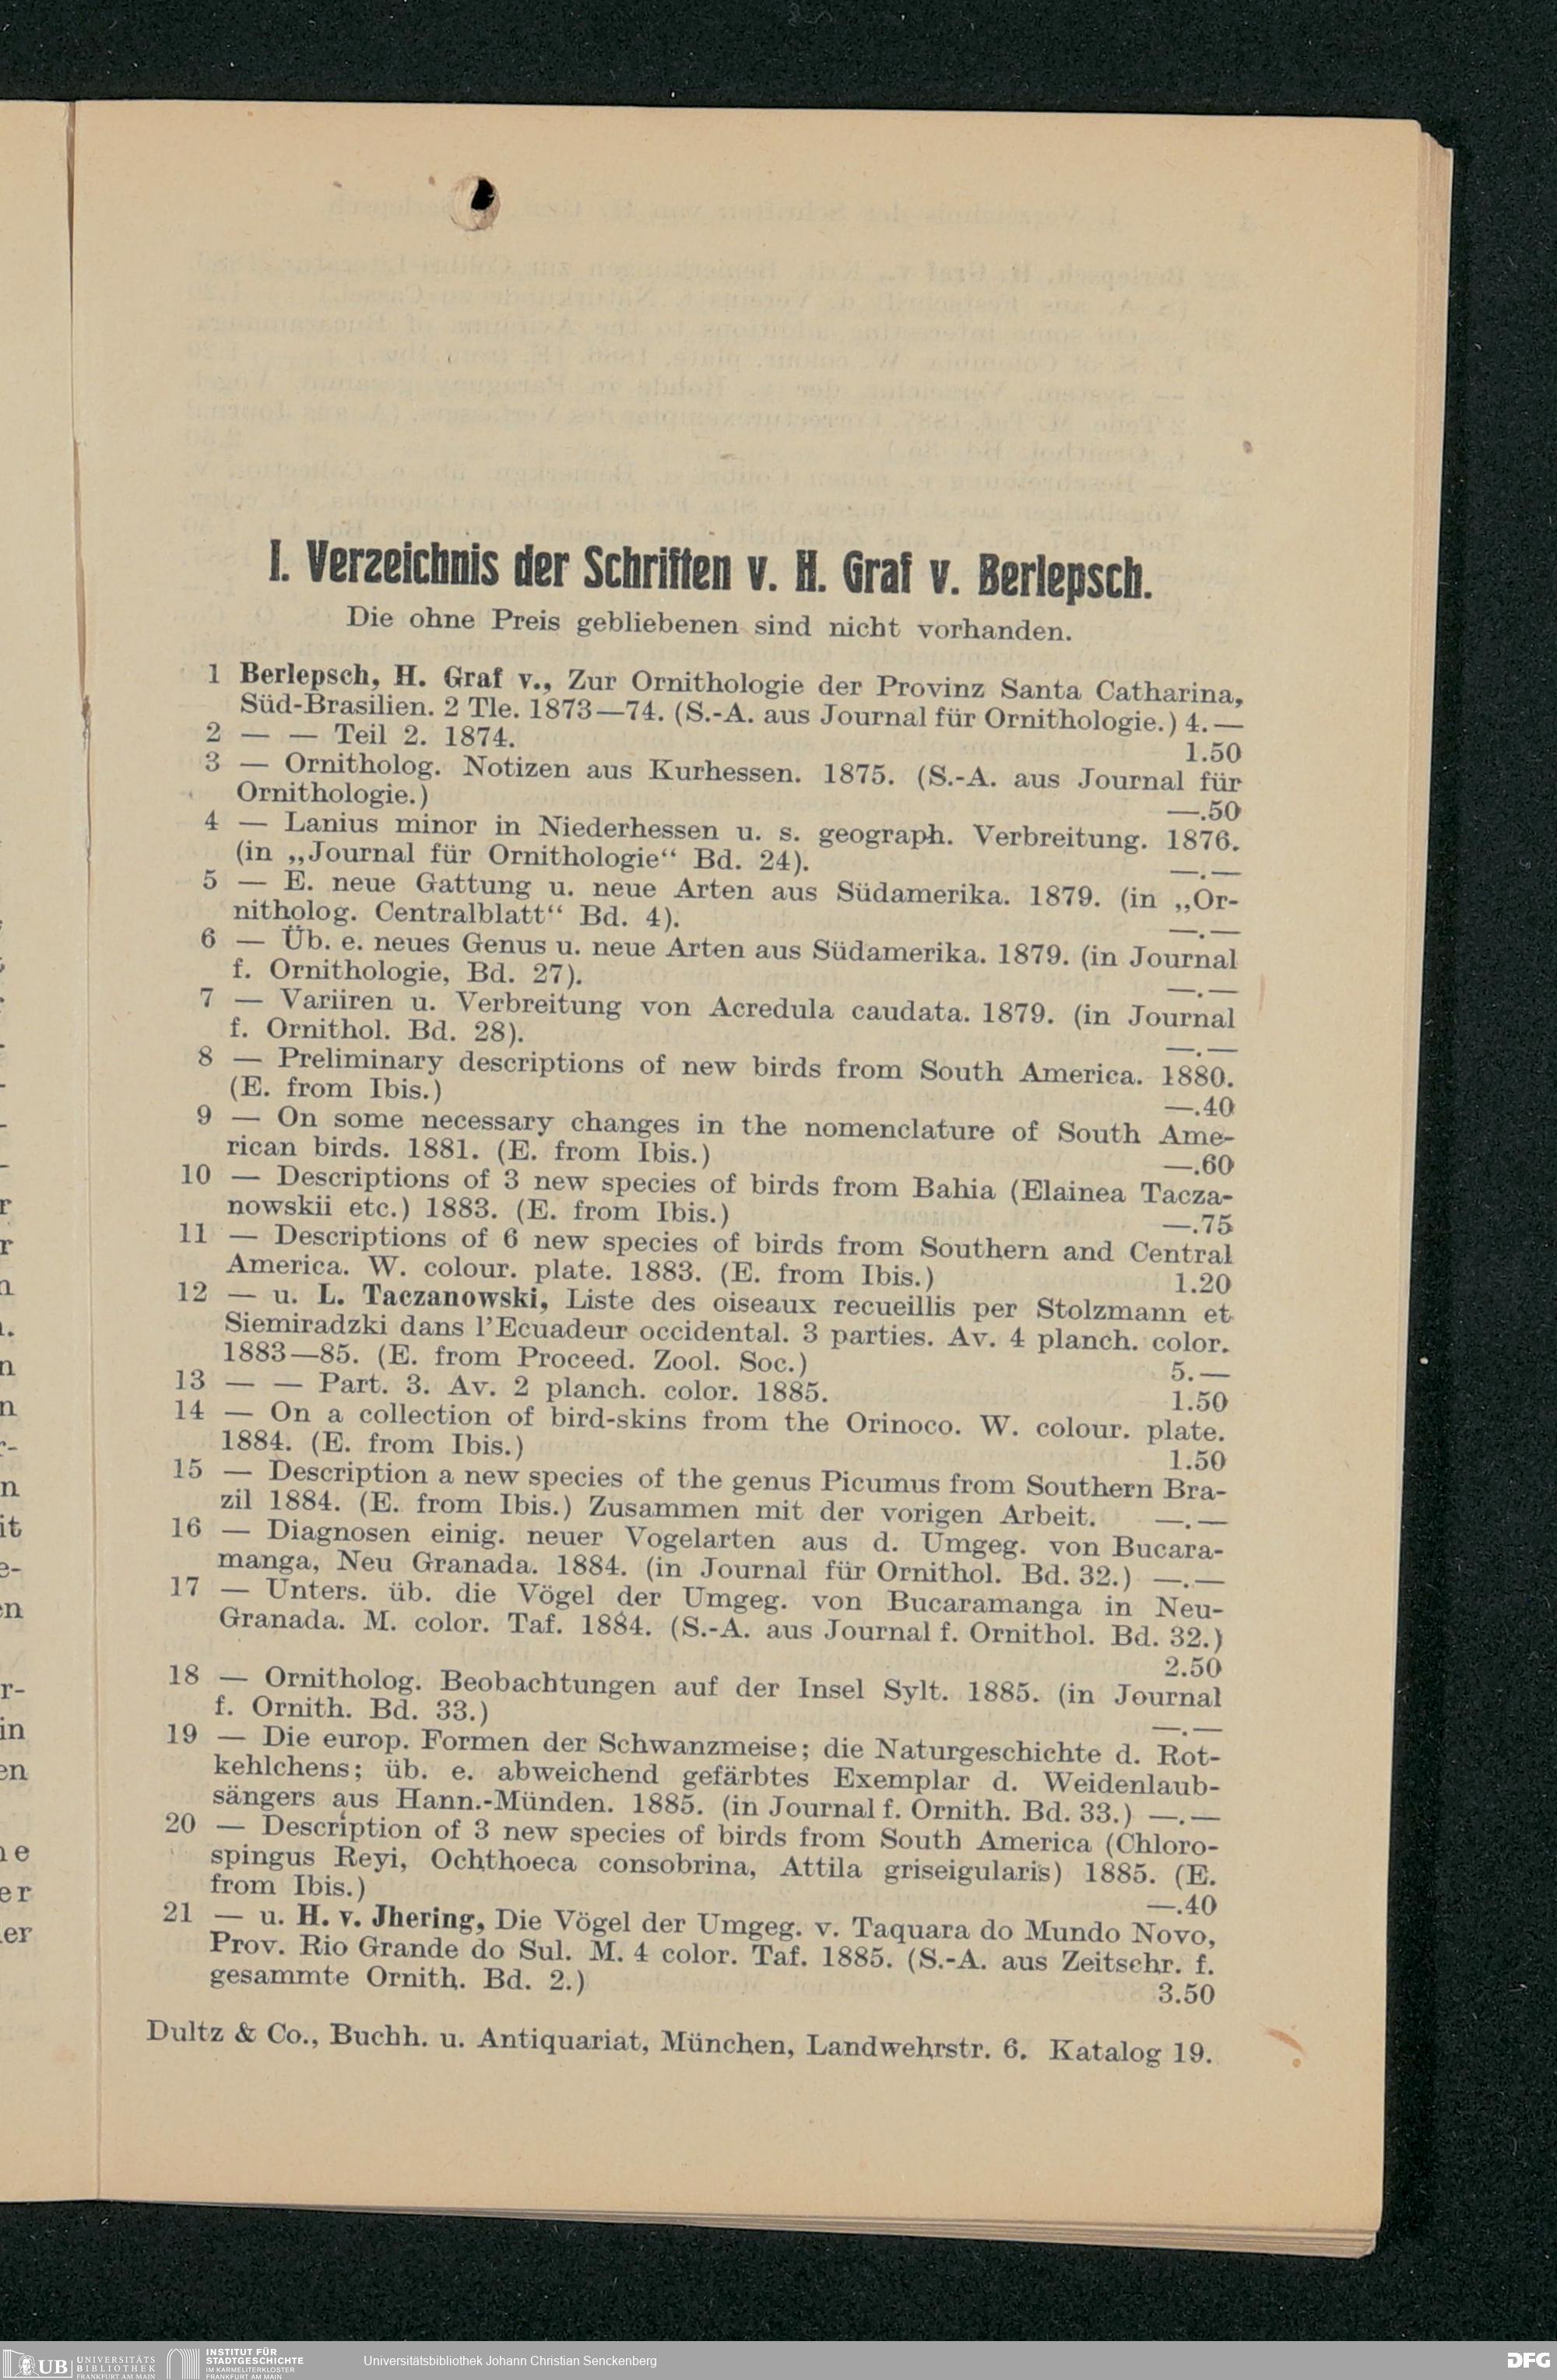 I. Verzeichnis der Schriften v. H. Graf v. Berlepsch.
Die ohne Preis gebliebenen sind nicht vorhanden.
1 Berlepsch, H. Graf v., Zur Ornithologie der Provinz Santa Catharina,
Süd-Brasilien. 2 Tle. 1873—74. (S.-A. aus Journal für Ornithologie.) 4.—
2 — — Teil 2. 1874. 1.50
3 — Ornitholog. Notizen aus Kurhessen. 1875. (S.-A. aus Journal für
Ornithologie.) —.50
4 — Lanius minor in Niederhessen u. s. geograph. Verbreitung. 1876.
(in „Journal für Ornithologie“ Bd. 24). —.—
5 — E. neue Gattung u. neue Arten aus Südamerika. 1879. (in „Or-
nitholog. Centralblatt“ Bd. 4). —.—
6 — Üb. e. neues Genus u. neue Arten aus Südamerika. 1879. (in Journal
f. Ornithologie, Bd. 27). —.—
7 — Variiren u. Verbreitung von Acredula caudata. 1879. (in Journal
f. Ornithol. Bd. 28). —.—
8 — Preliminary descriptions of new birds from South America. 1880.
(E. from Ibis.) —.40
9 — On some necessary changes in the nomenclature of South Ame-
rican birds. 1881. (E. from Ibis.) —.60
10 — Descriptions of 3 new species of birds from Bahia (Elainea Tacza-
nowskii etc.) 1883. (E. from Ibis.) —.75
11 — Descriptions of 6 new species of birds from Southern and Central
America. W. colour. plate. 1883. (E. from Ibis.) 1.20
12 — u. L. Taczanowski, Liste des oiseaux recueillis per Stolzmann et
Siemiradzki dans l’Ecuadeur occidental. 3 parties. Av. 4 planch. color.
1883—85. (E. from Proceed. Zool. Soc.) 5.—
13 — — Part. 3. Av. 2 planch. color. 1885. 1.50
14 — On a collection of bird-skins from the Orinoco. W. colour. plate.
1884. (E. from Ibis.) 1.50
15 — Description a new species of the genus Picumus from Southern Bra-
zil 1884. (E. from Ibis.) Zusammen mit der vorigen Arbeit. —.—
16 — Diagnosen einig. neuer Vogelarten aus d. Umgeg. von Bucara-
manga, Neu Granada. 1884. (in Journal für Ornithol. Bd. 32.) —.—
17 — Unters. üb. die Vögel der Umgeg. von Bucaramanga in Neu-
Granada. M. color. Taf. 1884. (S.-A. aus Journal f. Ornithol. Bd. 32.)
2.50
18 — Ornitholog. Beobachtungen auf der Insel Sylt. 1885. (in Journal
f. Ornith. Bd. 33.) —.—
19 — Die europ. Formen der Schwanzmeise; die Naturgeschichte d. Rot-
kehlchens; üb. e. abweichend gefärbtes Exemplar d. Weidenlaub-
sängers aus Hann.-Münden. 1885. (in Journal f. Ornith. Bd. 33.) —.—
20 — Description of 3 new species of birds from South America (Chloro-
spingus Reyi, Ochthoeca consobrina, Attila griseigularis) 1885. (E.
from Ibis.) —.40
21 — u. H. v. Jhering, Die Vögel der Umgeg. v. Taquara do Mundo Novo,
Prov. Rio Grande do Sul. M. 4 color. Taf. 1885. (S.-A. aus Zeitschr. f.
gesammte Ornith. Bd. 2.) 3.50
Dultz & Co., Buchh. u. Antiquariat, München, Landwehrstr. 6. Katalog 19.
UB UNIVERSITÄTS
BIBLIOTHEK
FRANKFURT AM MAIN
INSTITUT FÜR
STADTGESCHICHTE
IM KARMELITERKLOSTER
FRANKFURT AM MAIN
Universitätsbibliothek Johann Christian Senckenberg
DFG